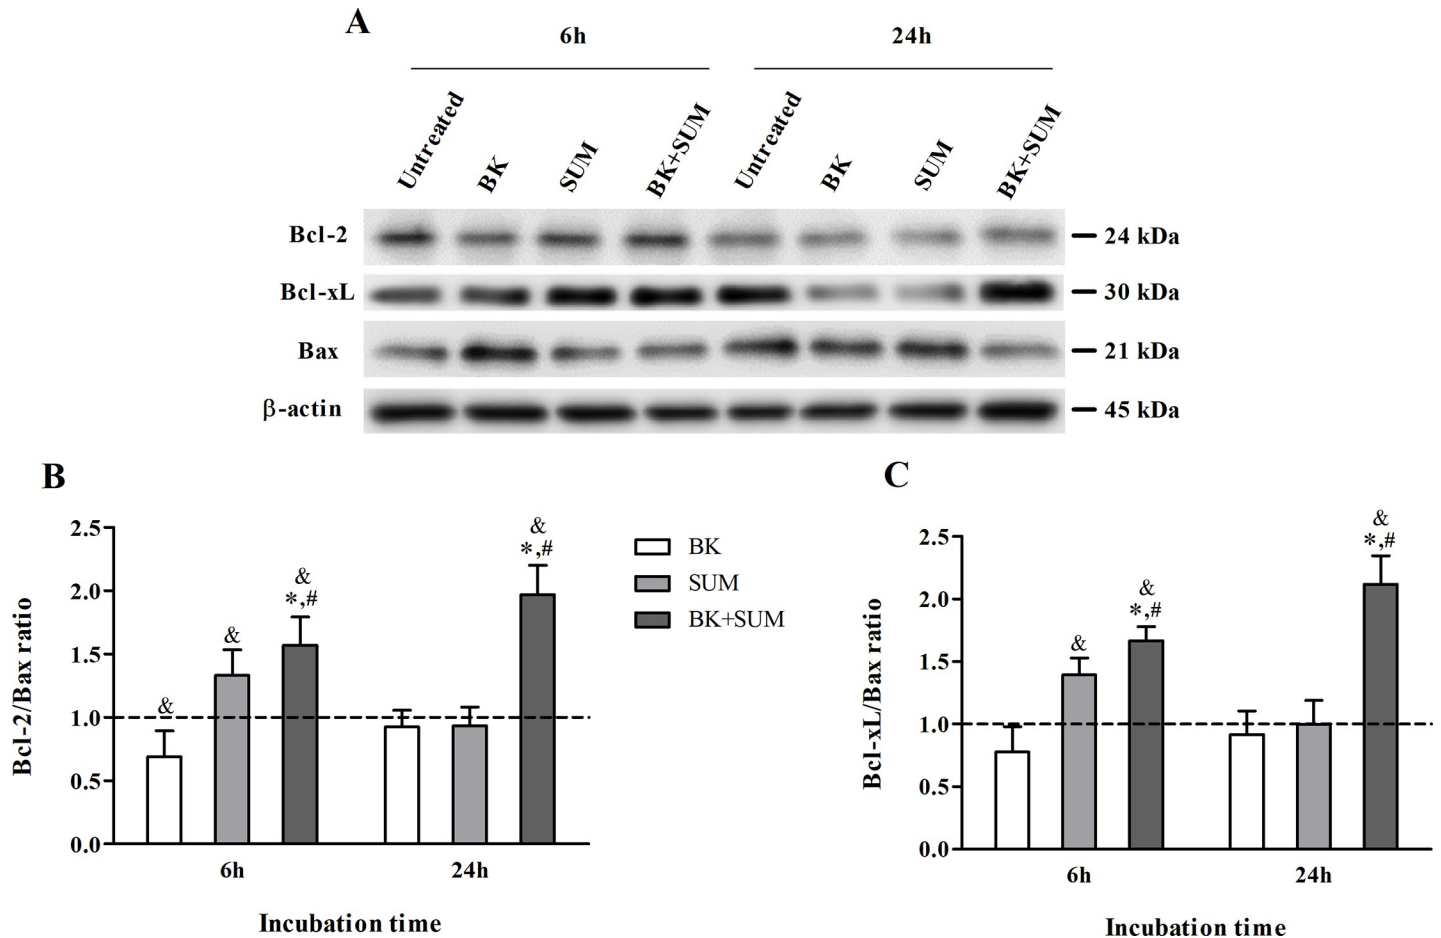 A
6h 24h
Untreated BK SUM BK+SUM Untreated BK SUM BK+SUM
Bcl-2 24 kDa
Bcl-xL 30 kDa
Bax 21 kDa
β-actin 45 kDa
B
Bcl-2/Bax ratio
2.5
2.0
1.5
1.0
0.5
0.0
&
&
&
*,#
&
*,#
6h 24h
Incubation time
BK
SUM
BK+SUM
C
Bcl-xL/Bax ratio
2.5
2.0
1.5
1.0
0.5
0.0
&
&
*,#
&
*,#
6h 24h
Incubation time